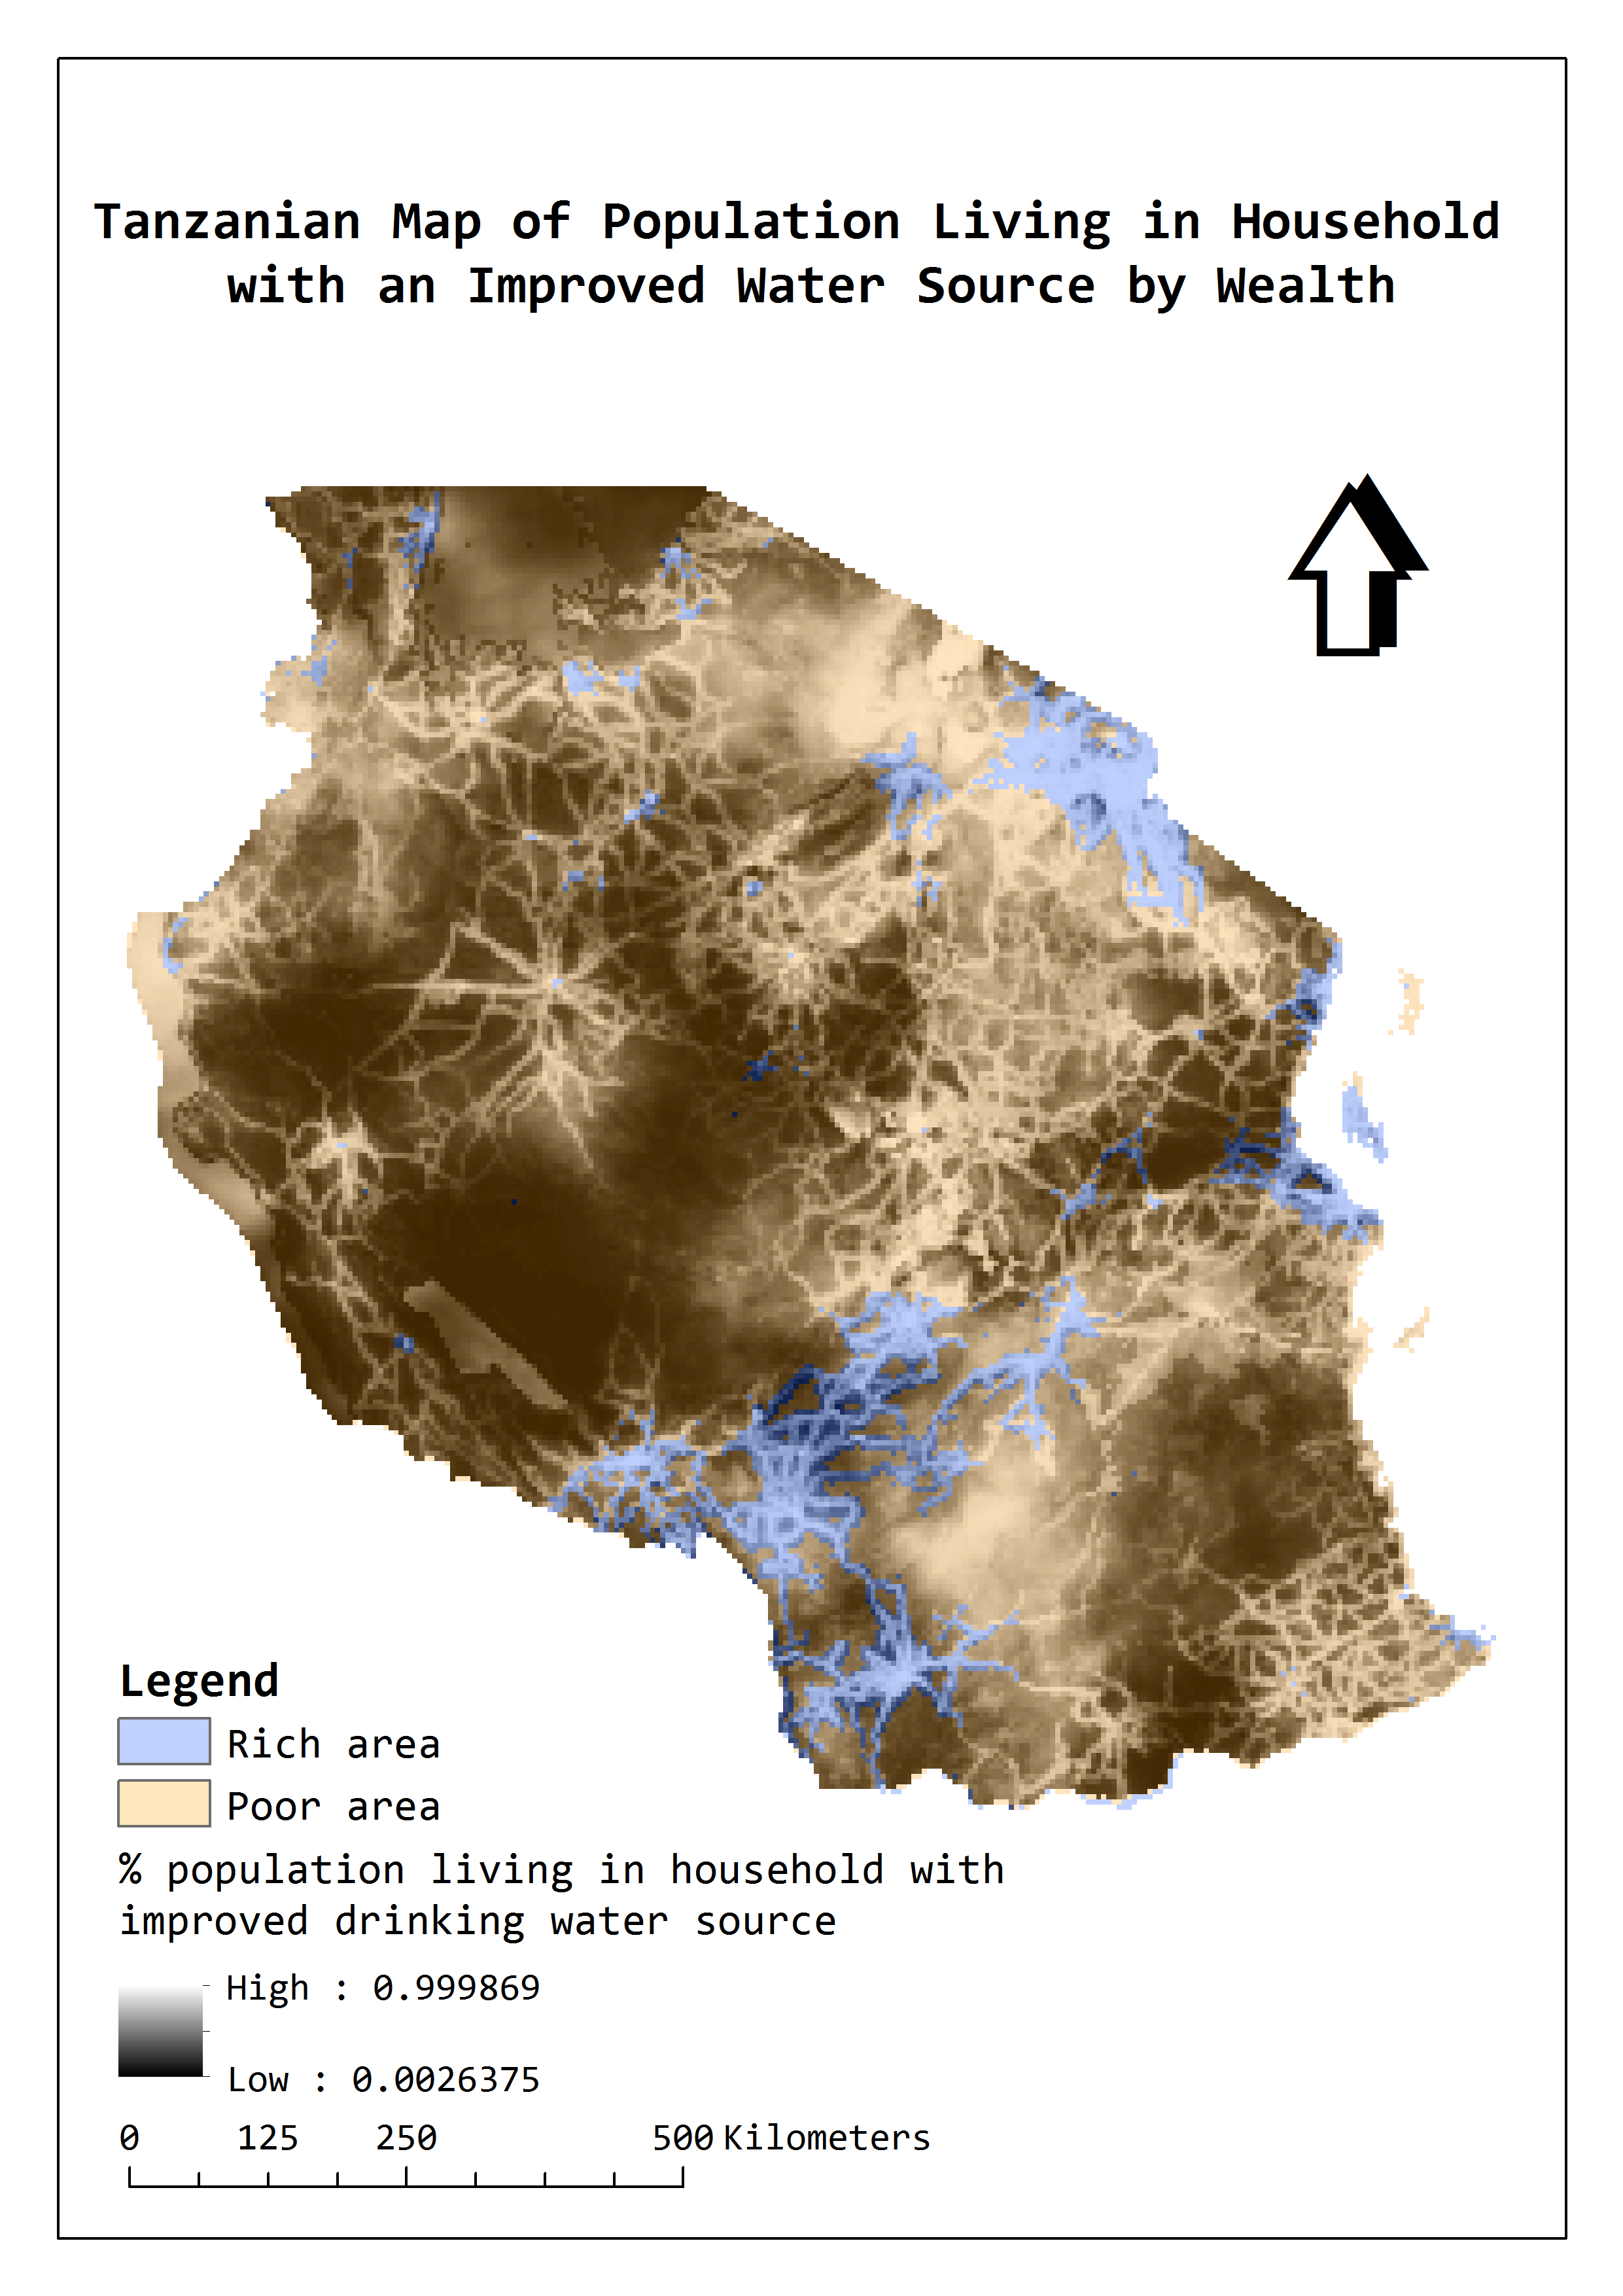 Tanzanian Map of Population Living in Household
with an Improved Water Source by Wealth
Legend
Rich area
Poor area
% population living in household with
improved drinking water source
High : 0.999869
Low : 0.0026375
0 125 250 500 Kilometers